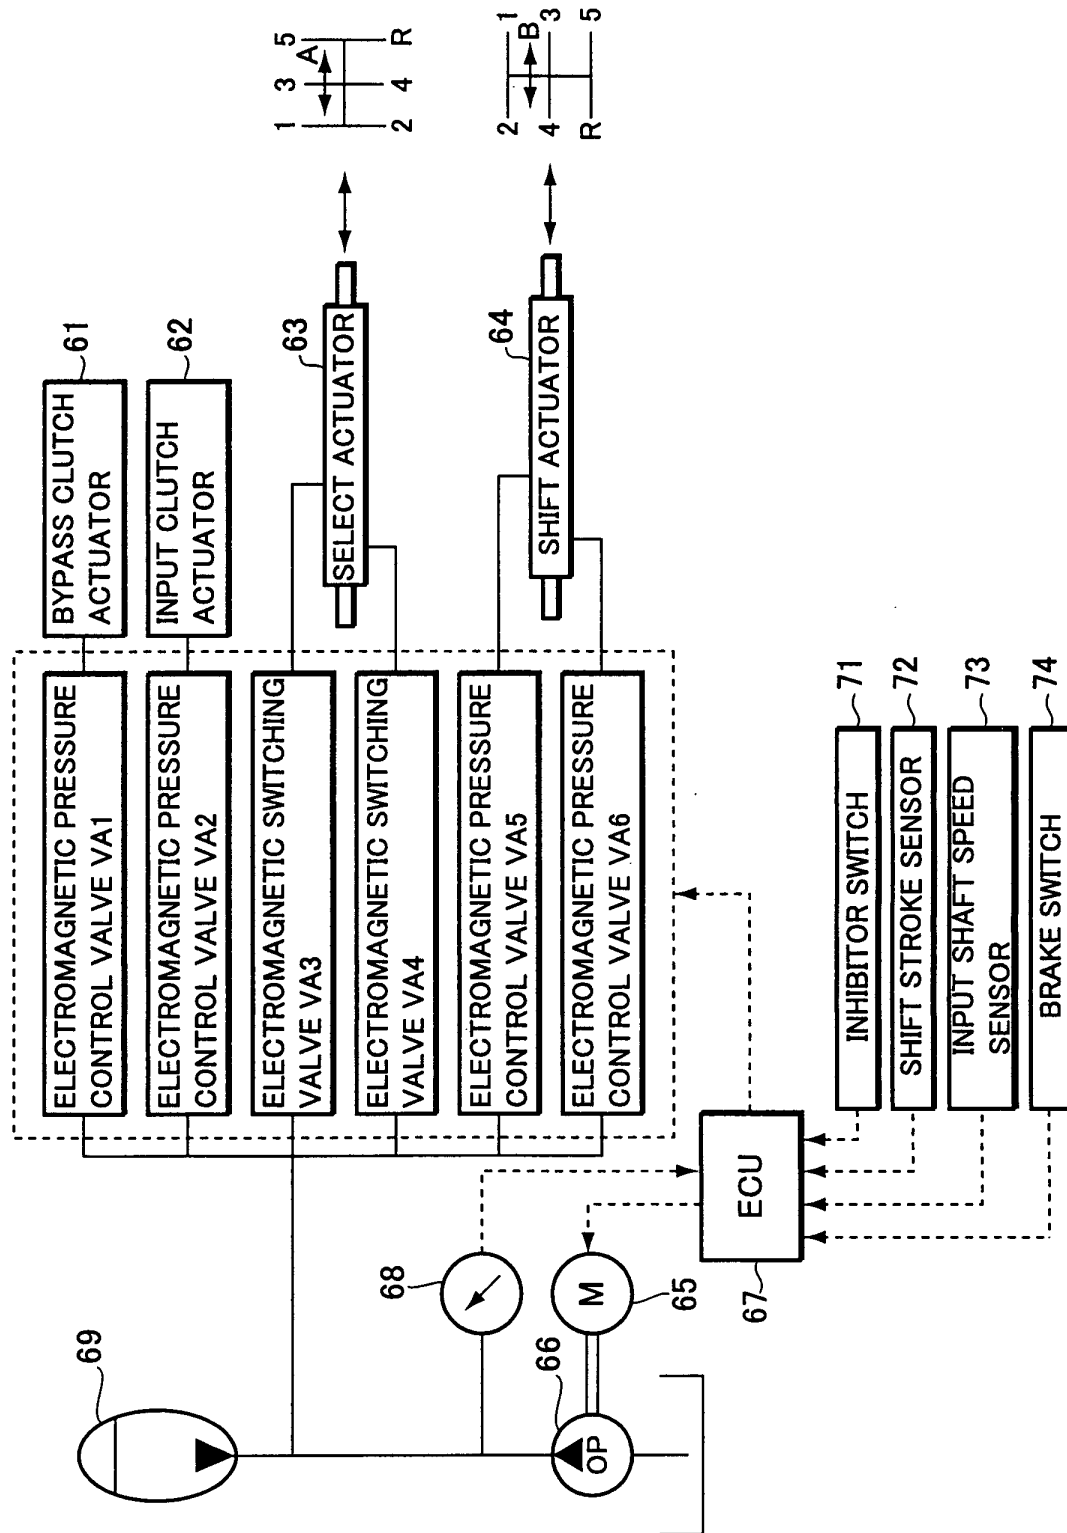 69
68
66
OP
M
65
ECU
67
ELECTROMAGNETIC PRESSURE
CONTROL VALVE VA1
ELECTROMAGNETIC PRESSURE
CONTROL VALVE VA2
ELECTROMAGNETIC SWITCHING
VALVE VA3
ELECTROMAGNETIC SWITCHING
VALVE VA4
ELECTROMAGNETIC PRESSURE
CONTROL VALVE VA5
ELECTROMAGNETIC PRESSURE
CONTROL VALVE VA6
BYPASS CLUTCH
ACTUATOR
61
INPUT CLUTCH
ACTUATOR
62
SELECT ACTUATOR
63
SHIFT ACTUATOR
64
1 3 5
A
2 4 R
2 1
B
4 3
R 5
INHIBITOR SWITCH
71
SHIFT STROKE SENSOR
72
INPUT SHAFT SPEED
SENSOR
73
BRAKE SWITCH
74